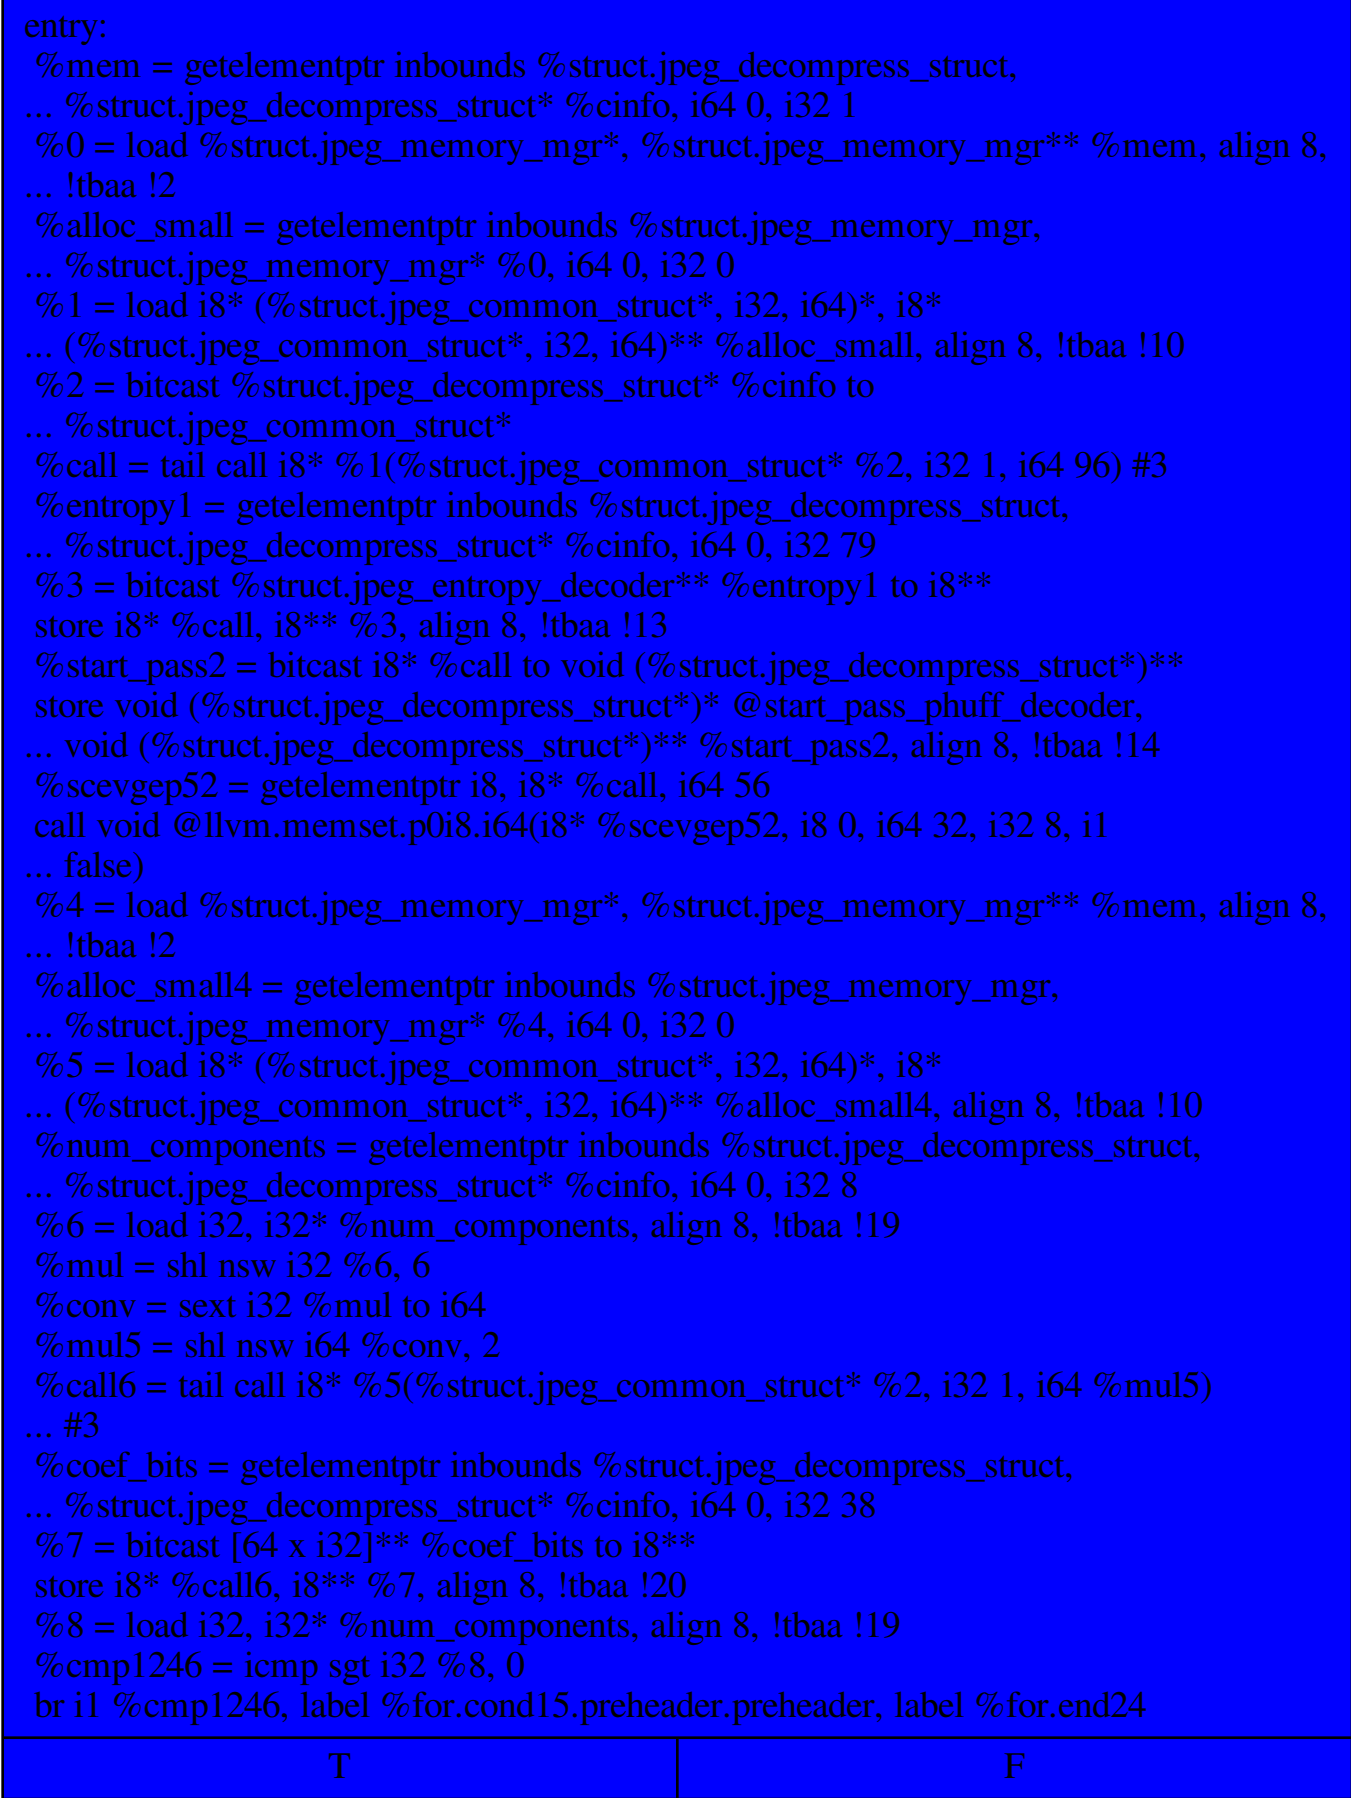 entry:
%mem = getelementptr inbounds %struct.jpeg_decompress_struct,
... %struct.jpeg_decompress_struct* %cinfo, i64 0, i32 1
%0 = load %struct.jpeg_memory_mgr*, %struct.jpeg_memory_mgr** %mem, align 8,
... !tbaa !2
%alloc_small = getelementptr inbounds %struct.jpeg_memory_mgr,
... %struct.jpeg_memory_mgr* %0, i64 0, i32 0
%1 = load i8* (%struct.jpeg_common_struct*, i32, i64)*, i8*
... (%struct.jpeg_common_struct*, i32, i64)** %alloc_small, align 8, !tbaa !10
%2 = bitcast %struct.jpeg_decompress_struct* %cinfo to
... %struct.jpeg_common_struct*
%call = tail call i8* %1(%struct.jpeg_common_struct* %2, i32 1, i64 96) #3
%entropy1 = getelementptr inbounds %struct.jpeg_decompress_struct,
... %struct.jpeg_decompress_struct* %cinfo, i64 0, i32 79
%3 = bitcast %struct.jpeg_entropy_decoder** %entropy1 to i8**
store i8* %call, i8** %3, align 8, !tbaa !13
%start_pass2 = bitcast i8* %call to void (%struct.jpeg_decompress_struct*)**
store void (%struct.jpeg_decompress_struct*)* @start_pass_phuff_decoder,
... void (%struct.jpeg_decompress_struct*)** %start_pass2, align 8, !tbaa !14
%scevgep52 = getelementptr i8, i8* %call, i64 56
call void @llvm.memset.p0i8.i64(i8* %scevgep52, i8 0, i64 32, i32 8, i1
... false)
%4 = load %struct.jpeg_memory_mgr*, %struct.jpeg_memory_mgr** %mem, align 8,
... !tbaa !2
%alloc_small4 = getelementptr inbounds %struct.jpeg_memory_mgr,
... %struct.jpeg_memory_mgr* %4, i64 0, i32 0
%5 = load i8* (%struct.jpeg_common_struct*, i32, i64)*, i8*
... (%struct.jpeg_common_struct*, i32, i64)** %alloc_small4, align 8, !tbaa !10
%num_components = getelementptr inbounds %struct.jpeg_decompress_struct,
... %struct.jpeg_decompress_struct* %cinfo, i64 0, i32 8
%6 = load i32, i32* %num_components, align 8, !tbaa !19
%mul = shl nsw i32 %6, 6
%conv = sext i32 %mul to i64
%mul5 = shl nsw i64 %conv, 2
%call6 = tail call i8* %5(%struct.jpeg_common_struct* %2, i32 1, i64 %mul5)
... #3
%coef_bits = getelementptr inbounds %struct.jpeg_decompress_struct,
... %struct.jpeg_decompress_struct* %cinfo, i64 0, i32 38
%7 = bitcast [64 x i32]** %coef_bits to i8**
store i8* %call6, i8** %7, align 8, !tbaa !20
%8 = load i32, i32* %num_components, align 8, !tbaa !19
%cmp1246 = icmp sgt i32 %8, 0
br i1 %cmp1246, label %for.cond15.preheader.preheader, label %for.end24
T F